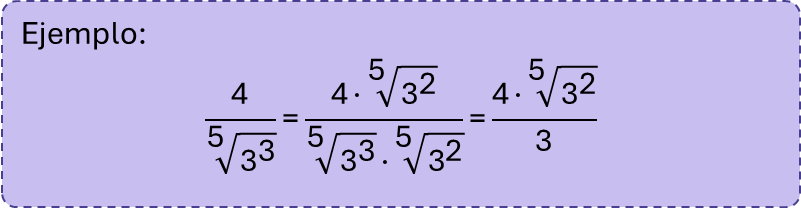 Ejemplo:
4/⁵√3³ = (4 · ⁵√3²)/(⁵√3³ · ⁵√3²) = (4 · ⁵√3²)/3